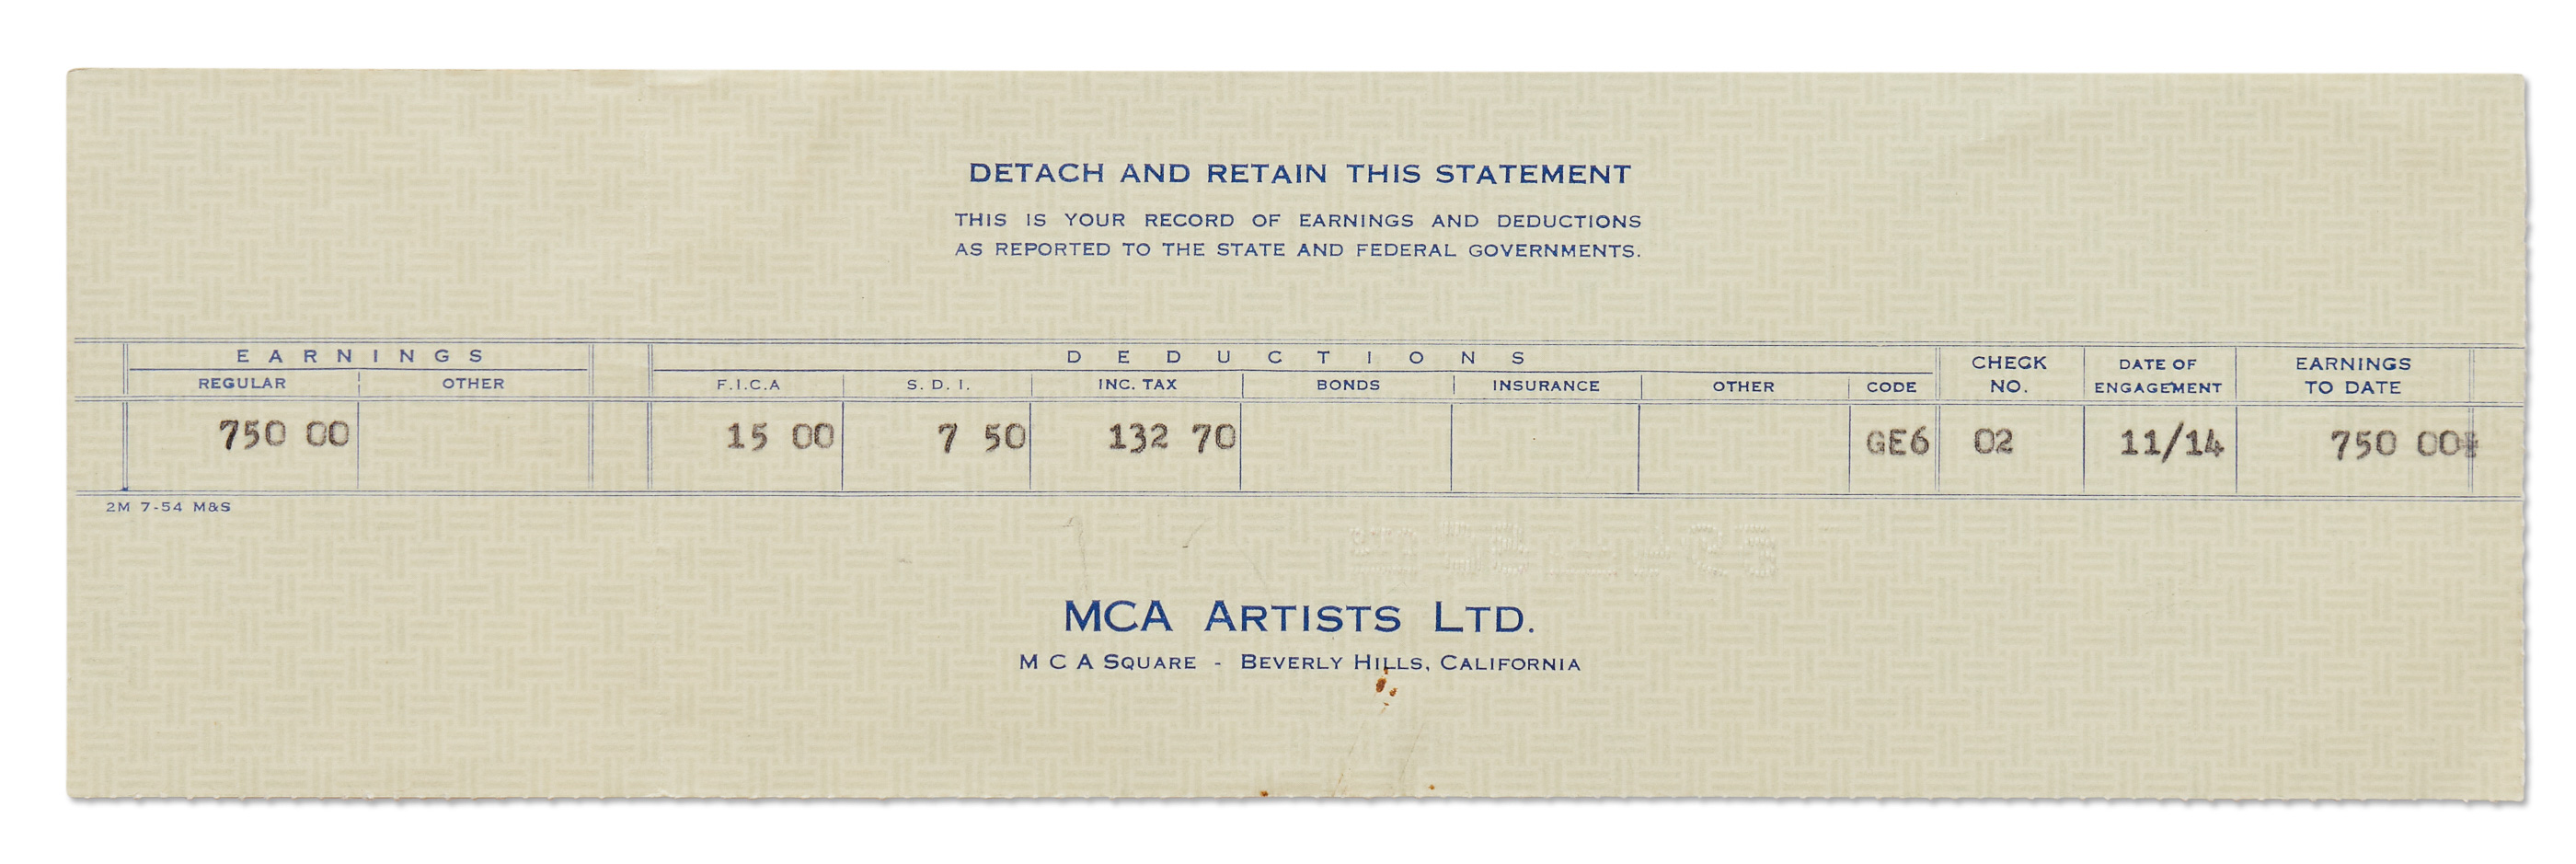 DETACH AND RETAIN THIS STATEMENT
THIS IS YOUR RECORD OF EARNINGS AND DEDUCTIONS
AS REPORTED TO THE STATE AND FEDERAL GOVERNMENTS.
EARNINGS DEDUCTIONS CHECK NO. DATE OF ENGAGEMENT EARNINGS TO DATE
REGULAR OTHER F.I.C.A S. D. I. INC. TAX BONDS INSURANCE OTHER CODE
750 00 15 00 7 50 132 70 GE6 02 11/14 750 00
2M 7-54 M&S
MCA ARTISTS LTD.
M C A SQUARE - BEVERLY HILLS, CALIFORNIA